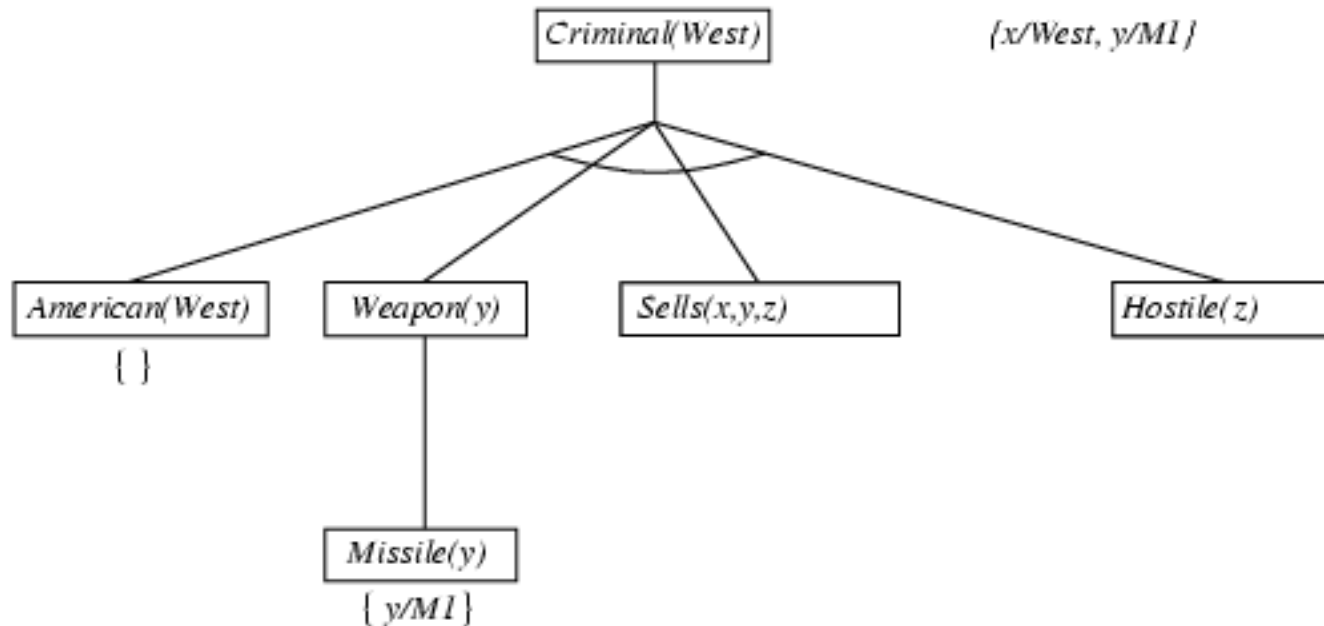 Criminal(West)
{x/West, y/M1}
American(West)
Weapon(y)
Sells(x,y,z)
Hostile(z)
{ }
Missile(y)
{ y/M1 }